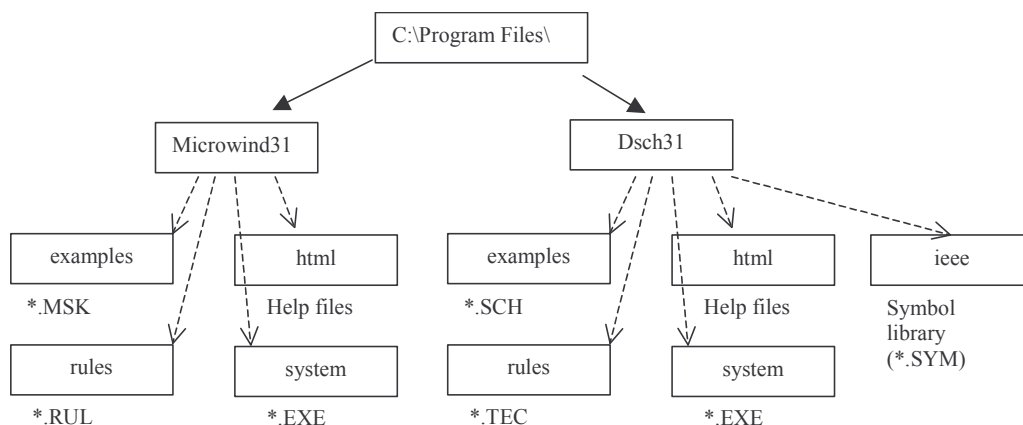 C:\Program Files\
Microwind31
Dsch31
examples
html
examples
html
ieee
*.MSK
Help files
*.SCH
Help files
Symbol
library
(*.SYM)
rules
system
rules
system
*.RUL
*.EXE
*.TEC
*.EXE